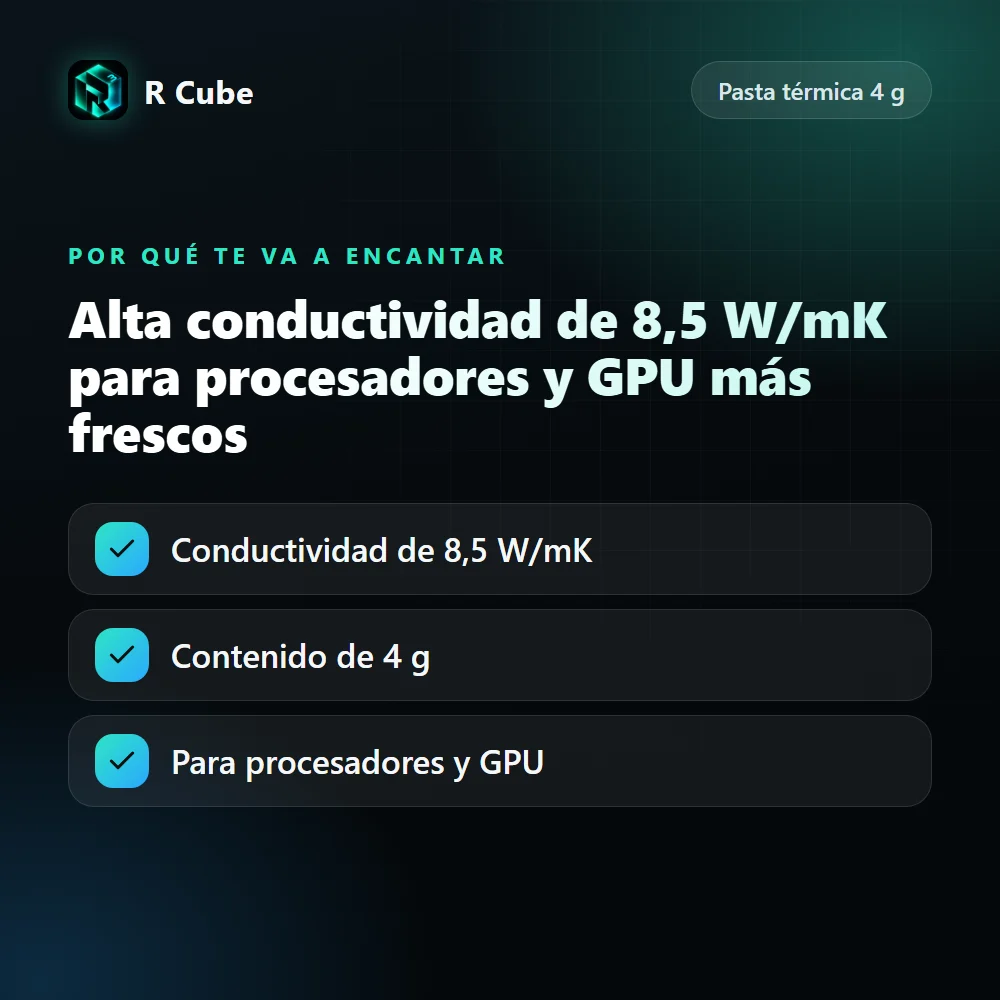 R Cube
Pasta térmica 4 g
POR QUÉ TE VA A ENCANTAR
Alta conductividad de 8,5 W/mK
para procesadores y GPU más
frescos
Conductividad de 8,5 W/mK
Contenido de 4 g
Para procesadores y GPU